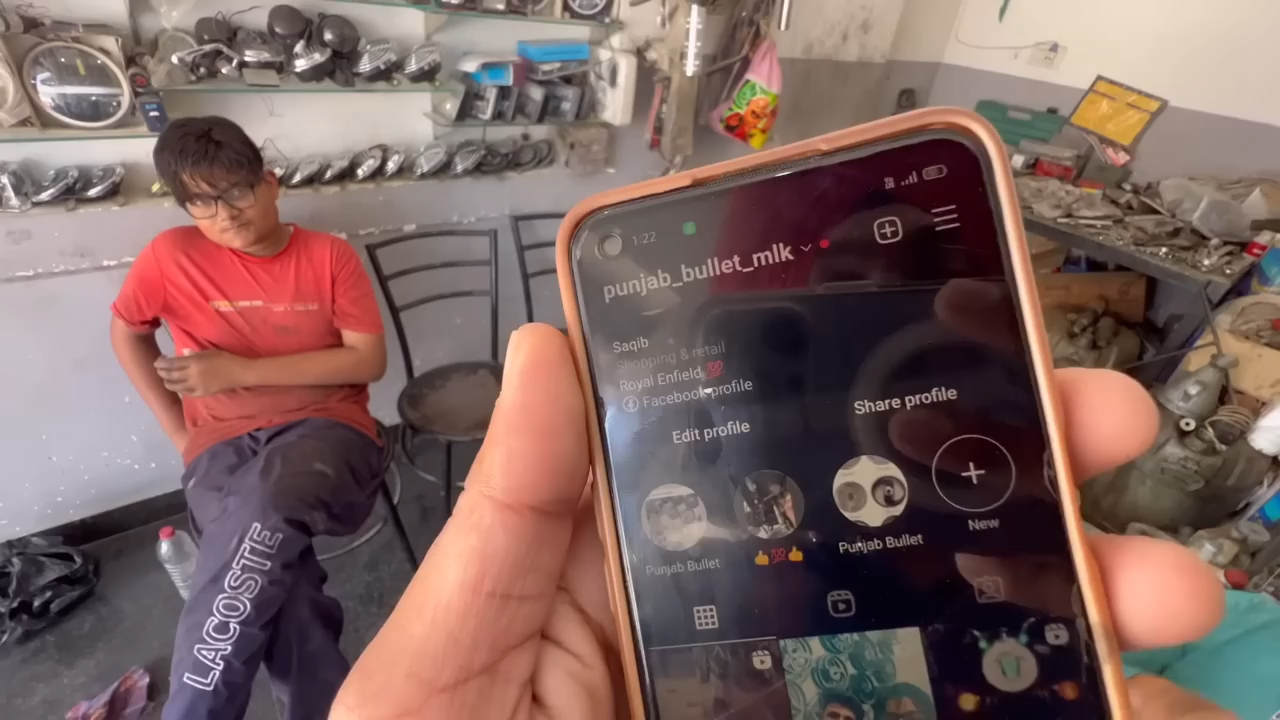 1:22
punjab_bullet_mlk
Saqib
Shopping & retail
Royal Enfield 💯
Facebook profile
Edit profile
Share profile
Punjab Bullet
👍💯👍
Punjab Bullet
New
LACOSTE